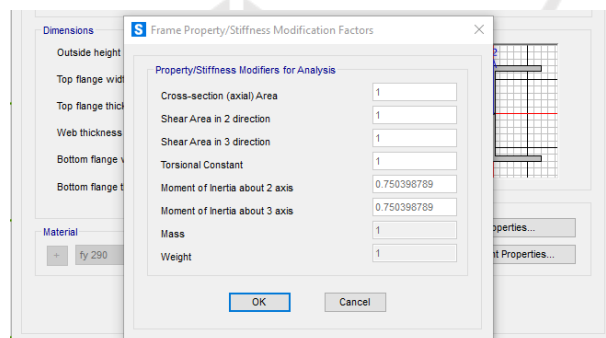 Dimensions
Outside height
Top flange widt
Top flange thick
Web thickness
Bottom flange
Bottom flange t
Material
+ fy 290
S Frame Property/Stiffness Modification Factors
Property/Stiffness Modifiers for Analysis
Cross-section (axial) Area 1
Shear Area in 2 direction 1
Shear Area in 3 direction 1
Torsional Constant 1
Moment of Inertia about 2 axis 0.750398789
Moment of Inertia about 3 axis 0.750398789
Mass 1
Weight 1
OK Cancel
2
operties...
nt Properties...